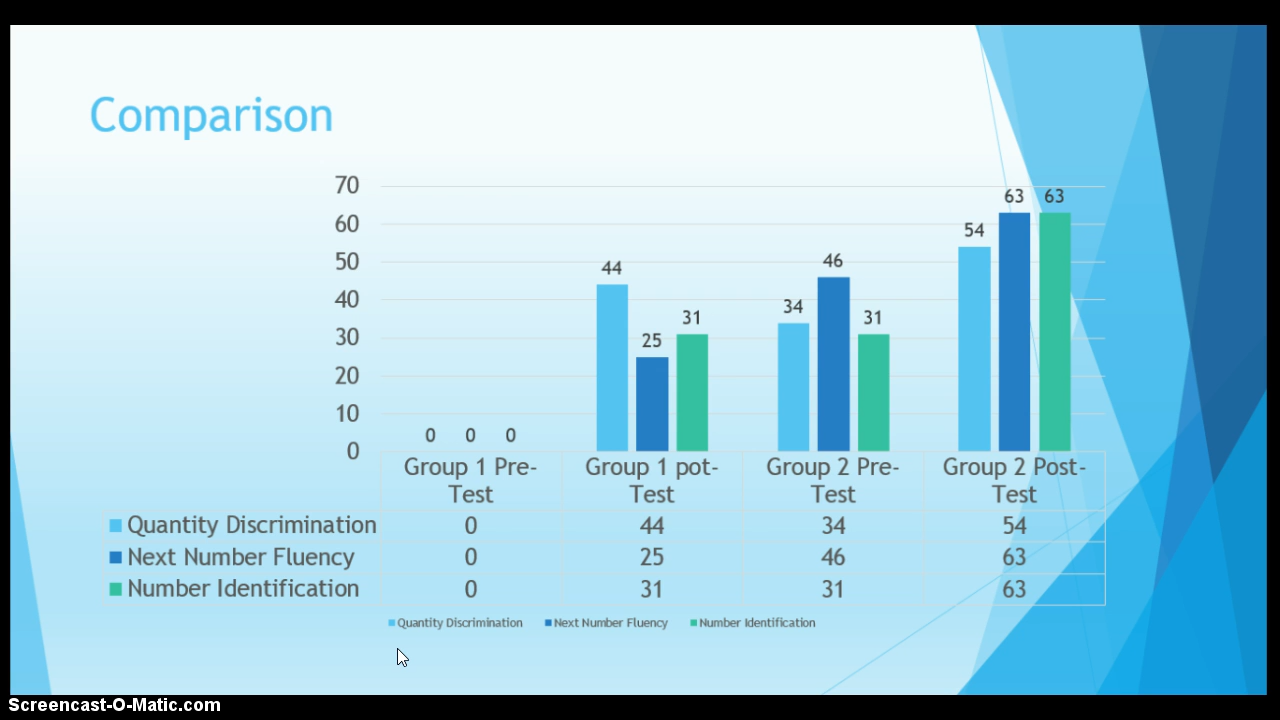 Comparison
70
60
50
40
30
20
10
0
0 0 0
44 25 31
34 46 31
54 63 63
Group 1 Pre-
Test
Group 1 pot-
Test
Group 2 Pre-
Test
Group 2 Post-
Test
Quantity Discrimination 0 44 34 54
Next Number Fluency 0 25 46 63
Number Identification 0 31 31 63
Quantity Discrimination Next Number Fluency Number Identification
Screencast-O-Matic.com